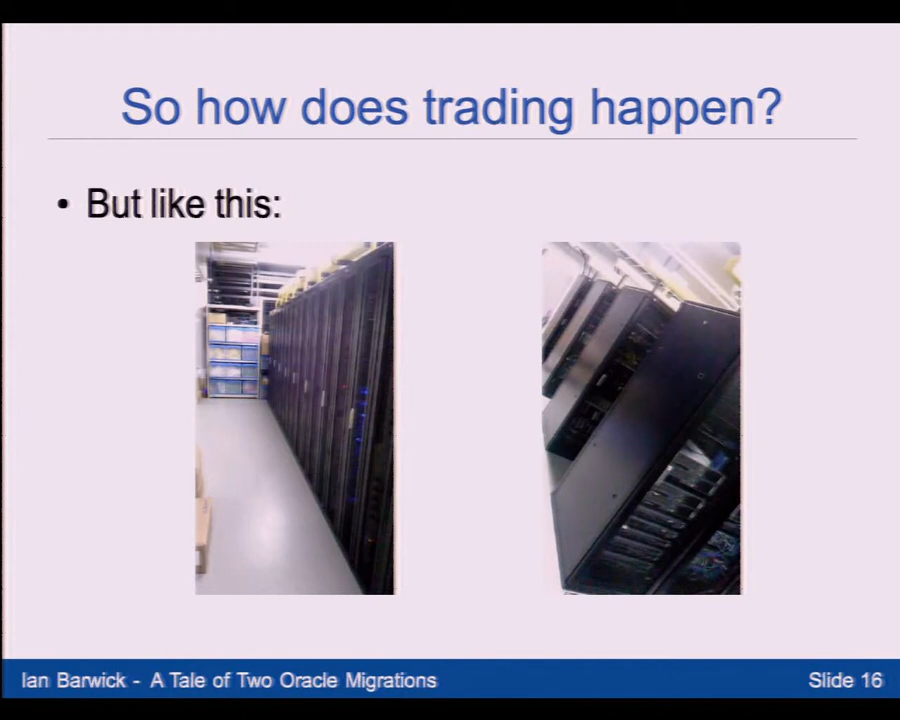 So how does trading happen?
• But like this:
Ian Barwick - A Tale of Two Oracle Migrations
Slide 16